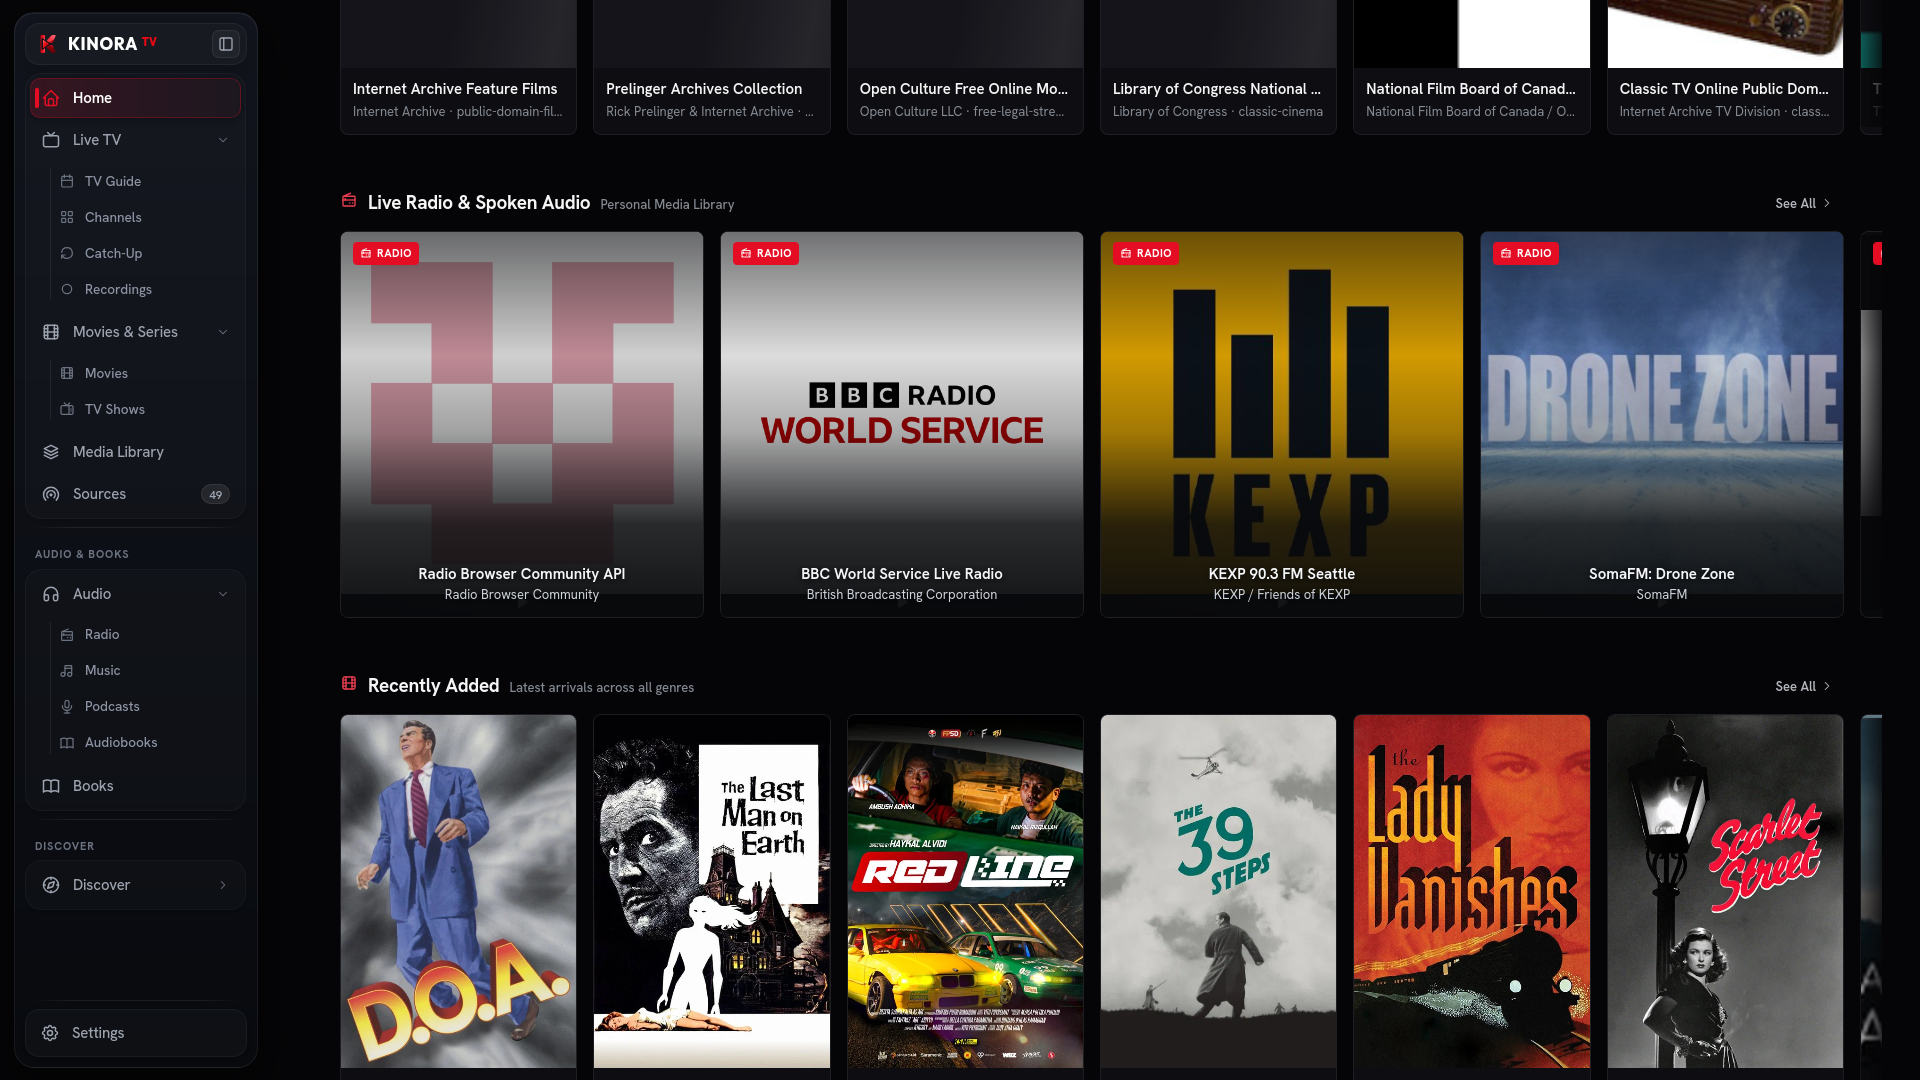 KINORA TV
Home
Live TV
TV Guide
Channels
Catch-Up
Recordings
Movies & Series
Movies
TV Shows
Media Library
Sources 49
AUDIO & BOOKS
Audio
Radio
Music
Podcasts
Audiobooks
Books
DISCOVER
Discover
Settings
Internet Archive Feature Films
Internet Archive · public-domain-fil...
Prelinger Archives Collection
Rick Prelinger & Internet Archive · ...
Open Culture Free Online Mo...
Open Culture LLC · free-legal-stre...
Library of Congress National ...
Library of Congress · classic-cinema
National Film Board of Canad...
National Film Board of Canada / O...
Classic TV Online Public Dom...
Internet Archive TV Division · class...
Live Radio & Spoken Audio Personal Media Library
See All
RADIO
Radio Browser Community API
Radio Browser Community
RADIO
BBC RADIO
WORLD SERVICE
BBC World Service Live Radio
British Broadcasting Corporation
RADIO
KEXP
KEXP 90.3 FM Seattle
KEXP / Friends of KEXP
RADIO
DRONE ZONE
SomaFM: Drone Zone
SomaFM
Recently Added Latest arrivals across all genres
See All
D.O.A.
The Last
Man on
Earth
HAYKAL ALVIDI
RED LINE
THE
39
STEPS
the
Lady
Vanishes
Scarlet
Street